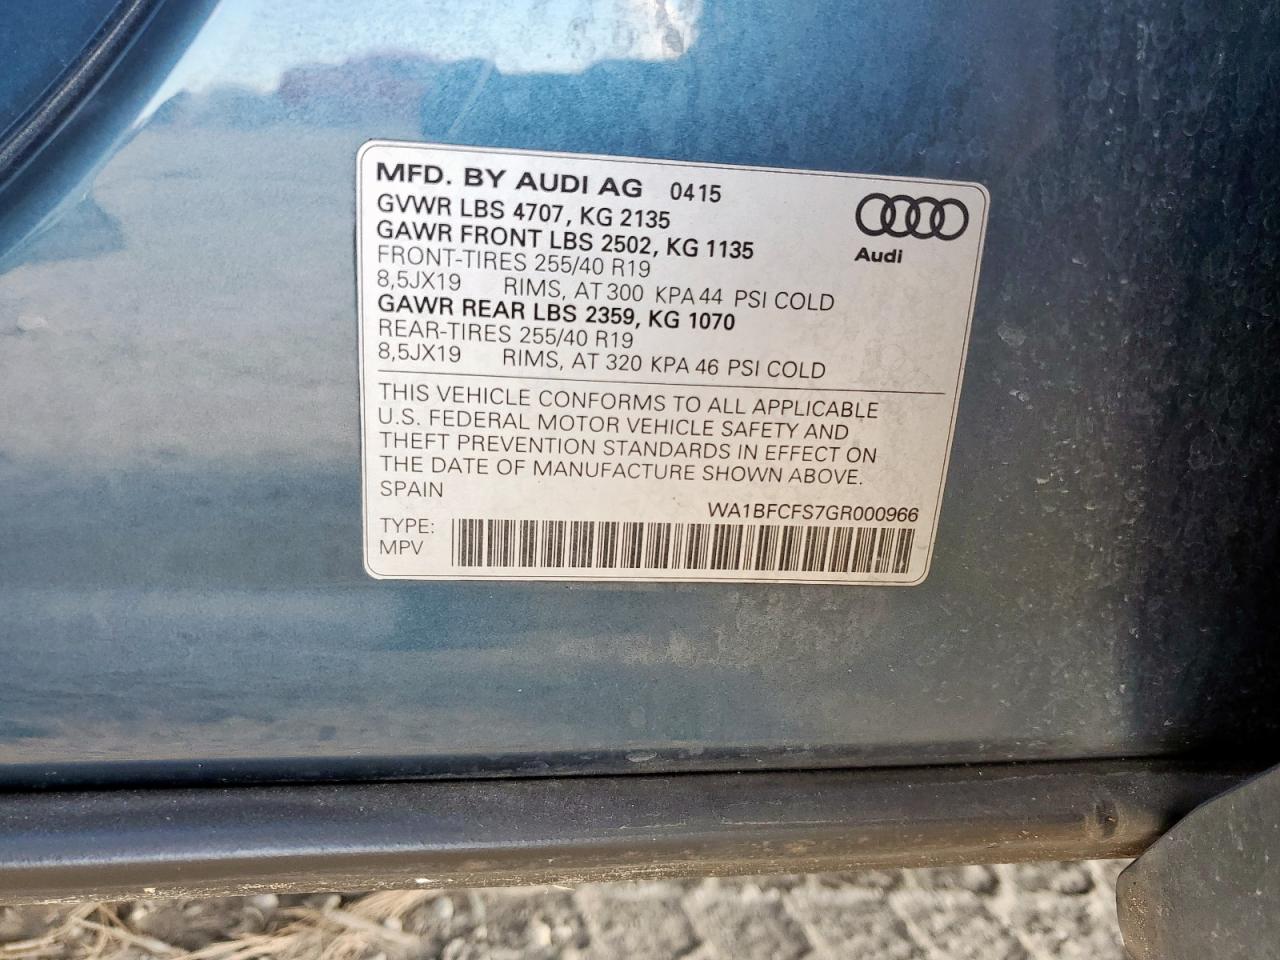 MFD. BY AUDI AG 0415
GVWR LBS 4707, KG 2135
GAWR FRONT LBS 2502, KG 1135
FRONT-TIRES 255/40 R19
8,5JX19 RIMS, AT 300 KPA 44 PSI COLD
GAWR REAR LBS 2359, KG 1070
REAR-TIRES 255/40 R19
8,5JX19 RIMS, AT 320 KPA 46 PSI COLD
Audi
THIS VEHICLE CONFORMS TO ALL APPLICABLE
U.S. FEDERAL MOTOR VEHICLE SAFETY AND
THEFT PREVENTION STANDARDS IN EFFECT ON
THE DATE OF MANUFACTURE SHOWN ABOVE.
SPAIN
WA1BFCFS7GR000966
TYPE:
MPV